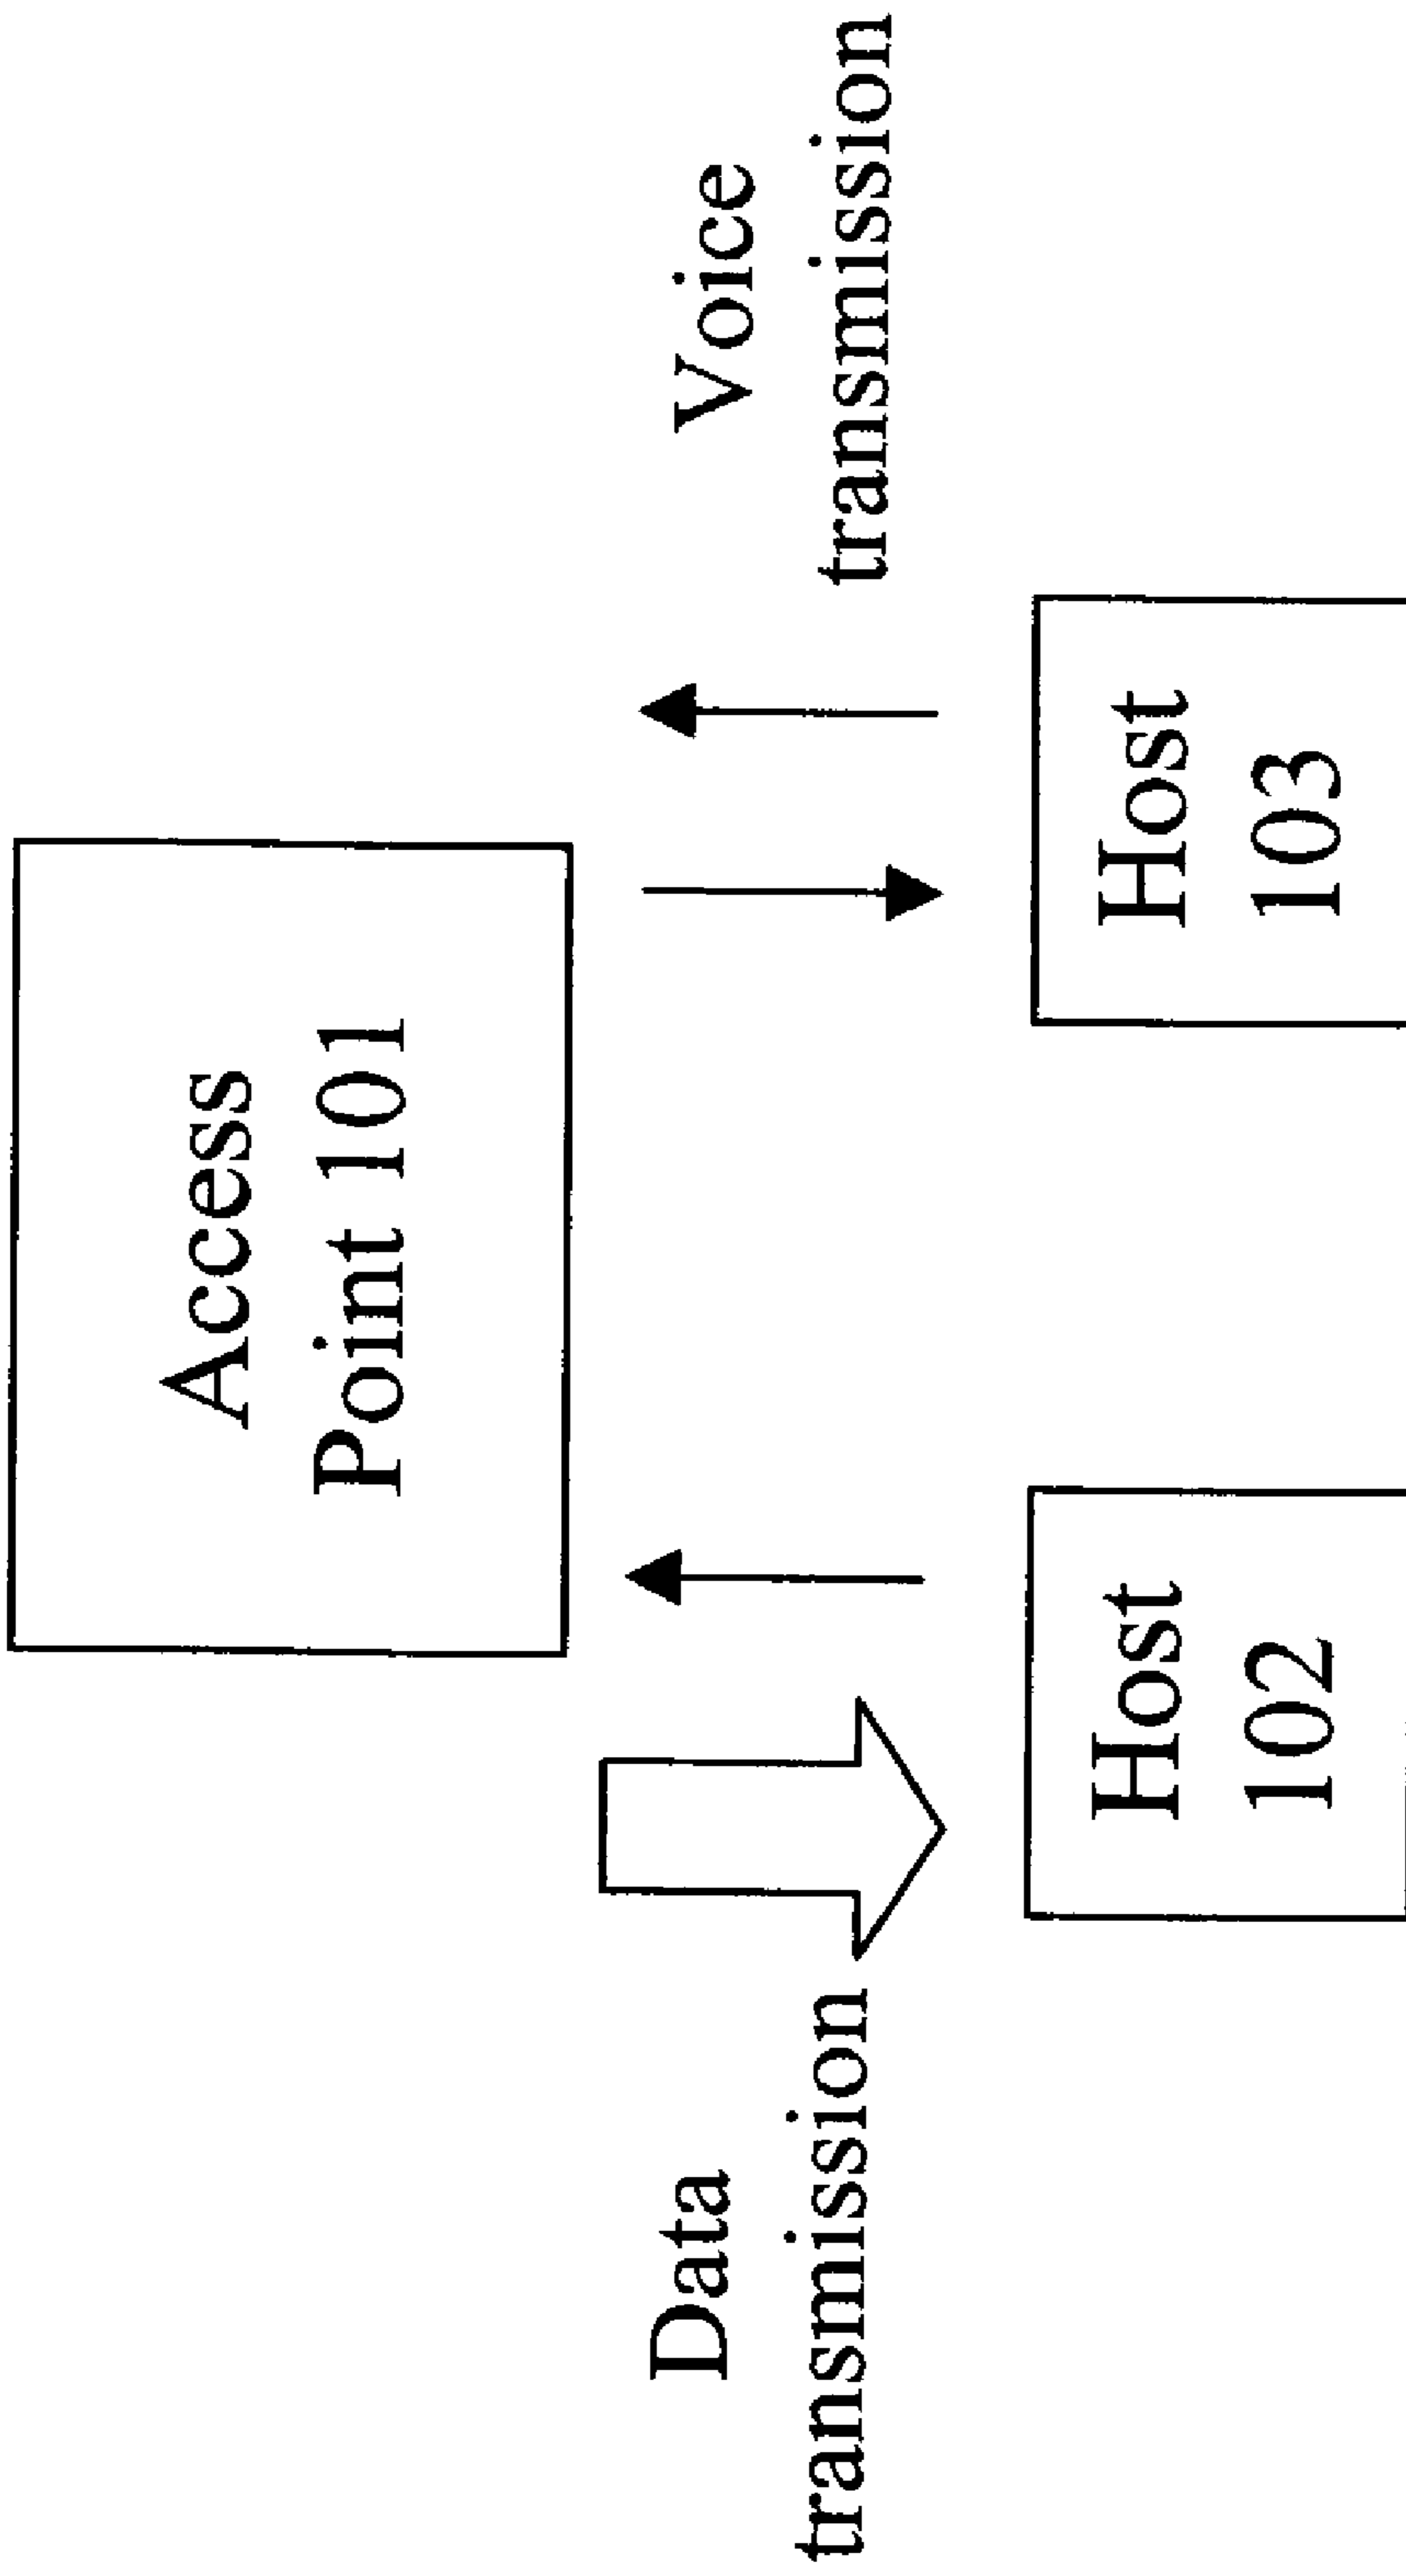 Access
Point 101
Data
transmission
Voice
transmission
Host
102
Host
103